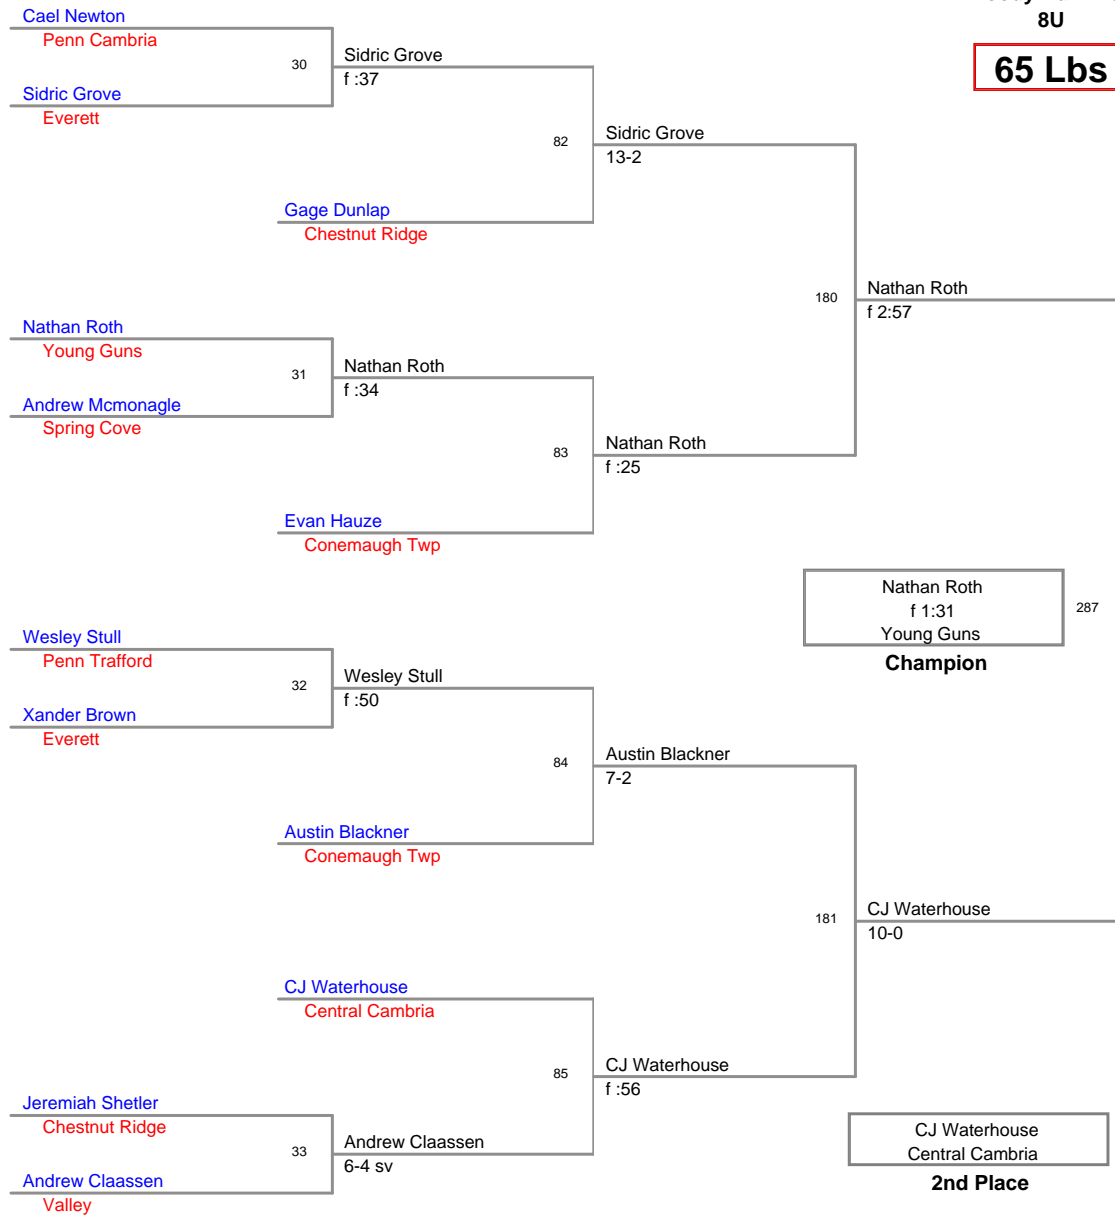 8U
65 Lbs
Cael Newton
Penn Cambria
30
Sidric Grove
f :37
Sidric Grove
Everett
82
Sidric Grove
13-2
Gage Dunlap
Chestnut Ridge
180
Nathan Roth
f 2:57
Nathan Roth
Young Guns
31
Nathan Roth
f :34
Andrew Mcmonagle
Spring Cove
83
Nathan Roth
f :25
Evan Hauze
Conemaugh Twp
Nathan Roth
f 1:31
Young Guns
287
Champion
Wesley Stull
Penn Trafford
32
Wesley Stull
f :50
Xander Brown
Everett
84
Austin Blackner
7-2
Austin Blackner
Conemaugh Twp
181
CJ Waterhouse
10-0
CJ Waterhouse
Central Cambria
85
CJ Waterhouse
f :56
Jeremiah Shetler
Chestnut Ridge
33
Andrew Claassen
6-4 sv
Andrew Claassen
Valley
CJ Waterhouse
Central Cambria
2nd Place